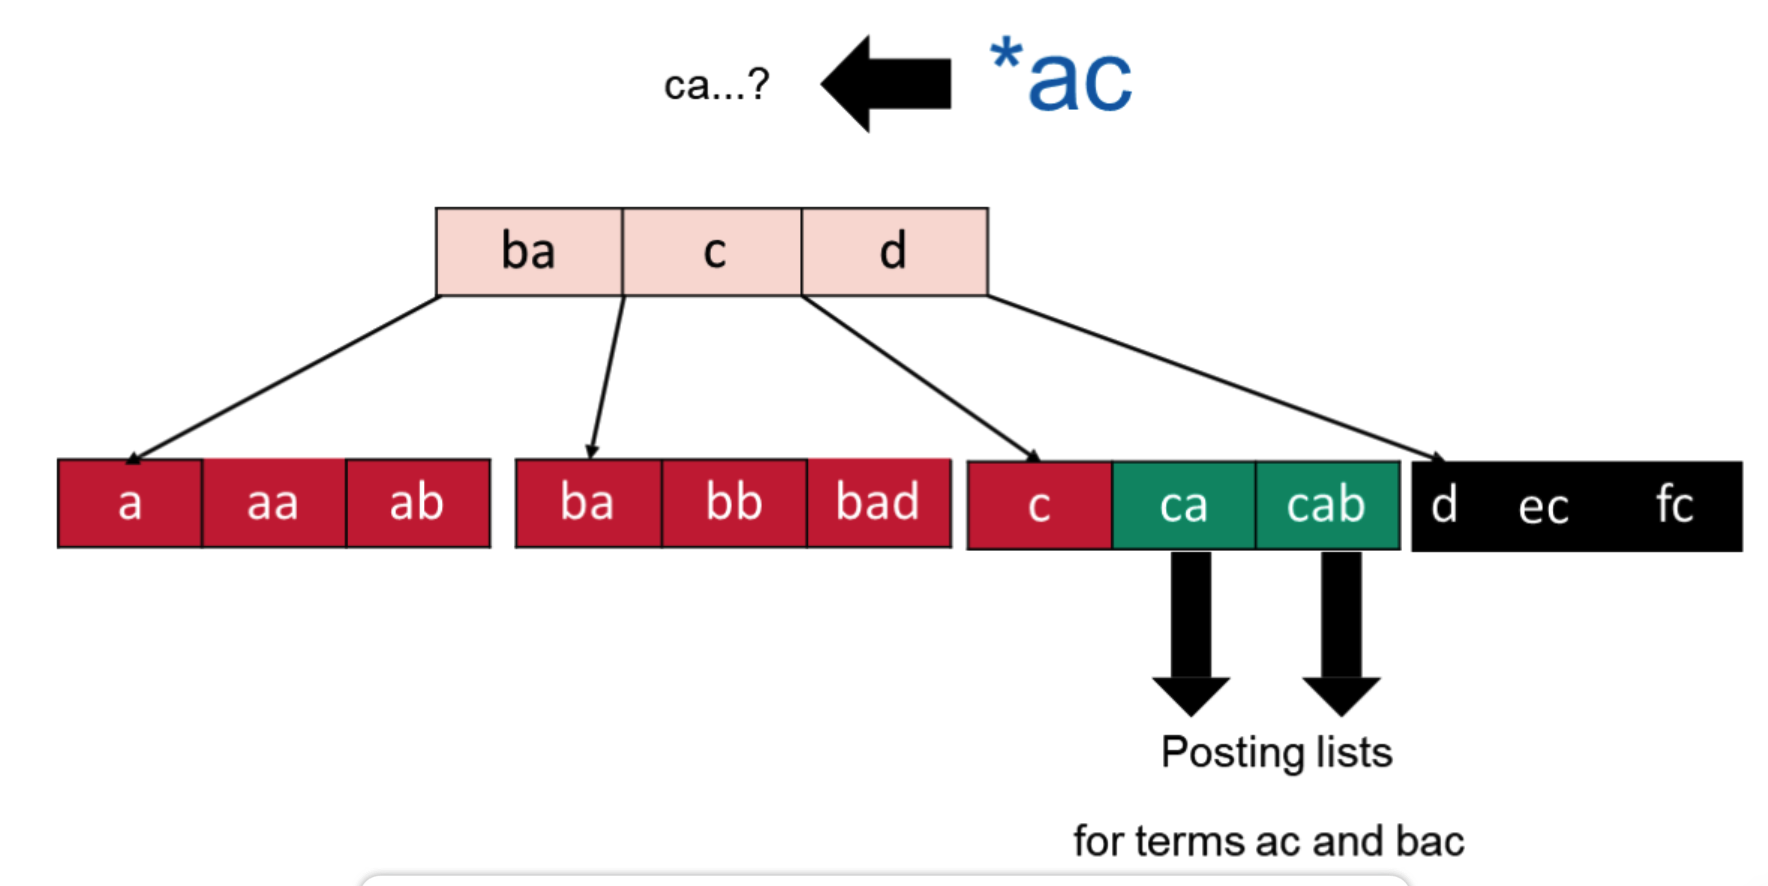 ca...? *ac
ba c d
a aa ab ba bb bad c ca cab d ec fc
Posting lists
for terms ac and bac